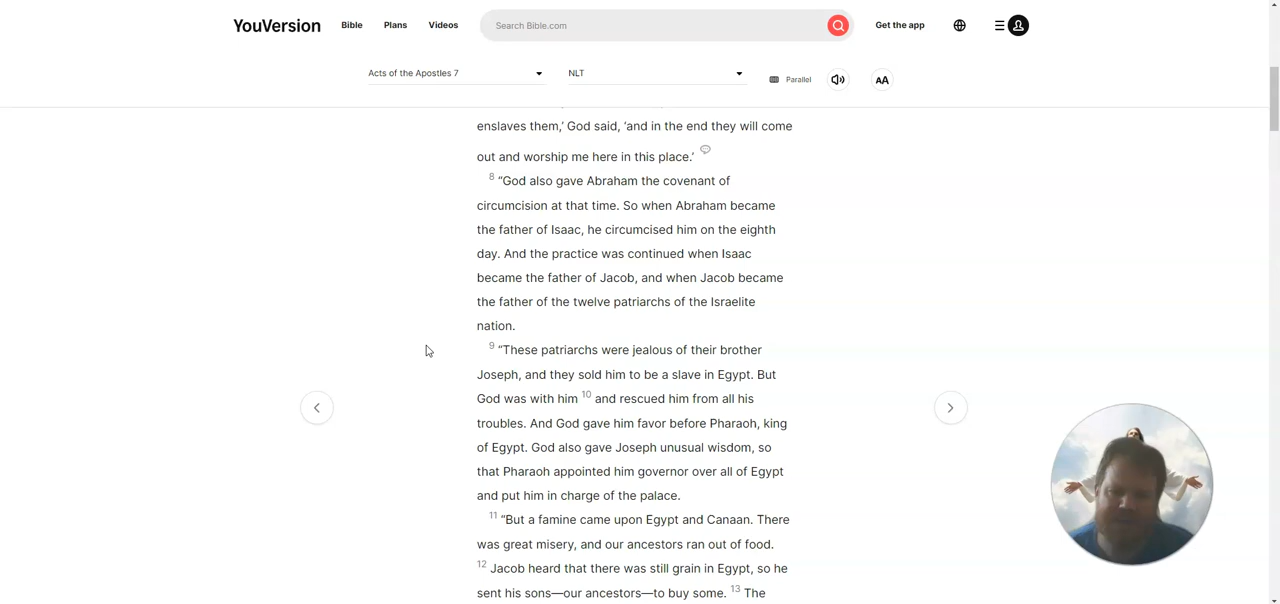 YouVersion
Bible
Plans
Videos
Search Bible.com
Get the app
Acts of the Apostles 7
NLT
Parallel
AA
enslaves them,’ God said, ‘and in the end they will come
out and worship me here in this place.’
8 “God also gave Abraham the covenant of
circumcision at that time. So when Abraham became
the father of Isaac, he circumcised him on the eighth
day. And the practice was continued when Isaac
became the father of Jacob, and when Jacob became
the father of the twelve patriarchs of the Israelite
nation.
9 “These patriarchs were jealous of their brother
Joseph, and they sold him to be a slave in Egypt. But
God was with him 10 and rescued him from all his
troubles. And God gave him favor before Pharaoh, king
of Egypt. God also gave Joseph unusual wisdom, so
that Pharaoh appointed him governor over all of Egypt
and put him in charge of the palace.
11 “But a famine came upon Egypt and Canaan. There
was great misery, and our ancestors ran out of food.
12 Jacob heard that there was still grain in Egypt, so he
sent his sons—our ancestors—to buy some. 13 The